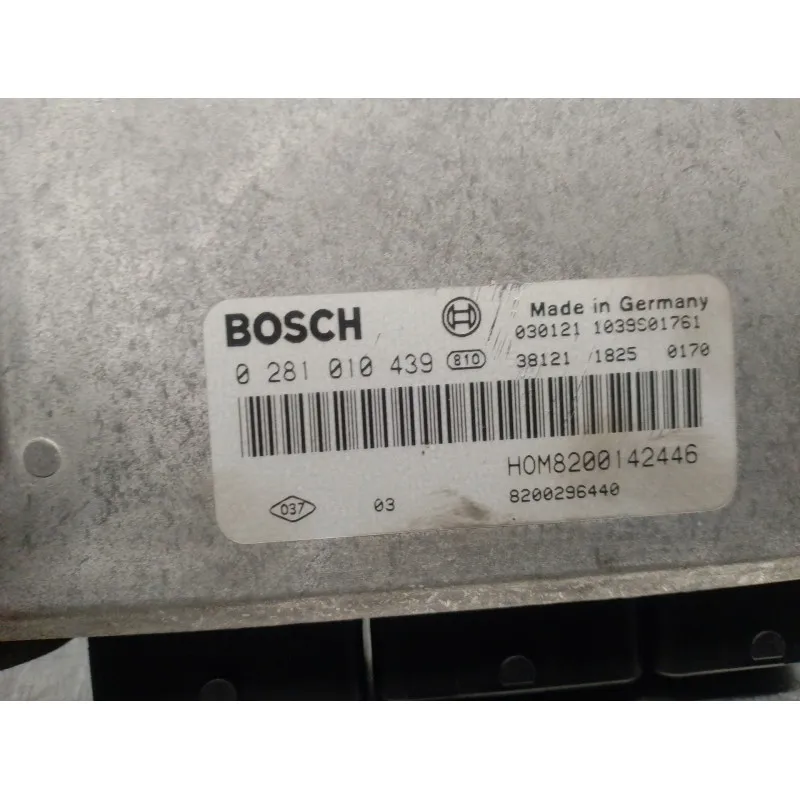 BOSCH
Made in Germany
030121 1039S01761
0 281 010 439 810 38121 1825 0170
HOM8200142446
8200296440
037 03